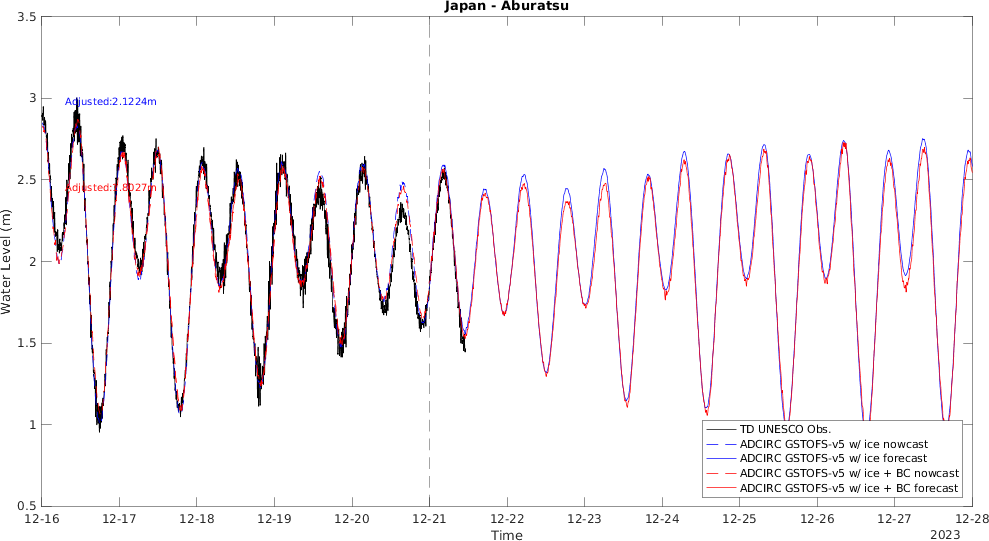 Japan - Aburatsu
3.5
3
2.5
2
1.5
1
0.5
Water Level (m)
Adjusted:2.1224m
Adjusted:1.8027m
TD UNESCO Obs.
ADCIRC GSTOFS-v5 w/ ice nowcast
ADCIRC GSTOFS-v5 w/ ice forecast
ADCIRC GSTOFS-v5 w/ ice + BC nowcast
ADCIRC GSTOFS-v5 w/ ice + BC forecast
12-16 12-17 12-18 12-19 12-20 12-21 12-22 12-23 12-24 12-25 12-26 12-27 12-28
Time
2023